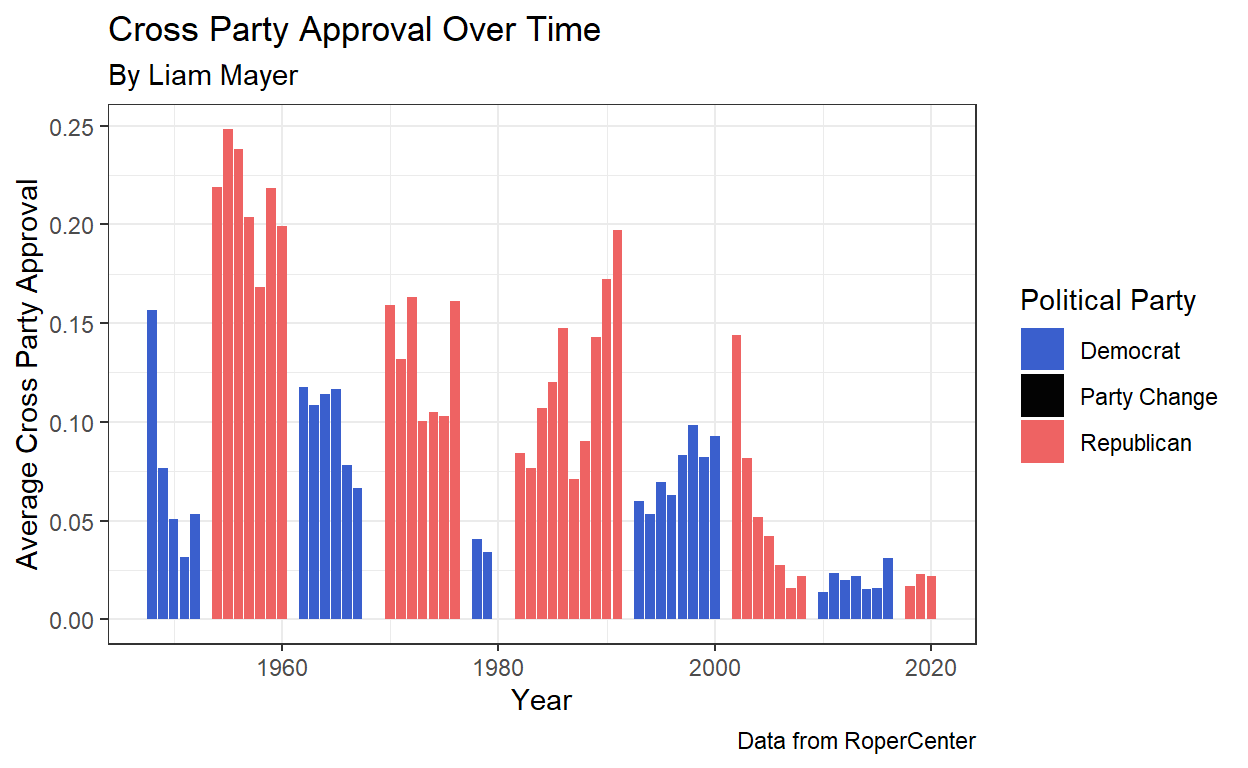 Cross Party Approval Over Time
By Liam Mayer
Average Cross Party Approval
0.25
0.20
0.15
0.10
0.05
0.00
1960 1980 2000 2020
Year
Political Party
Democrat
Party Change
Republican
Data from RoperCenter